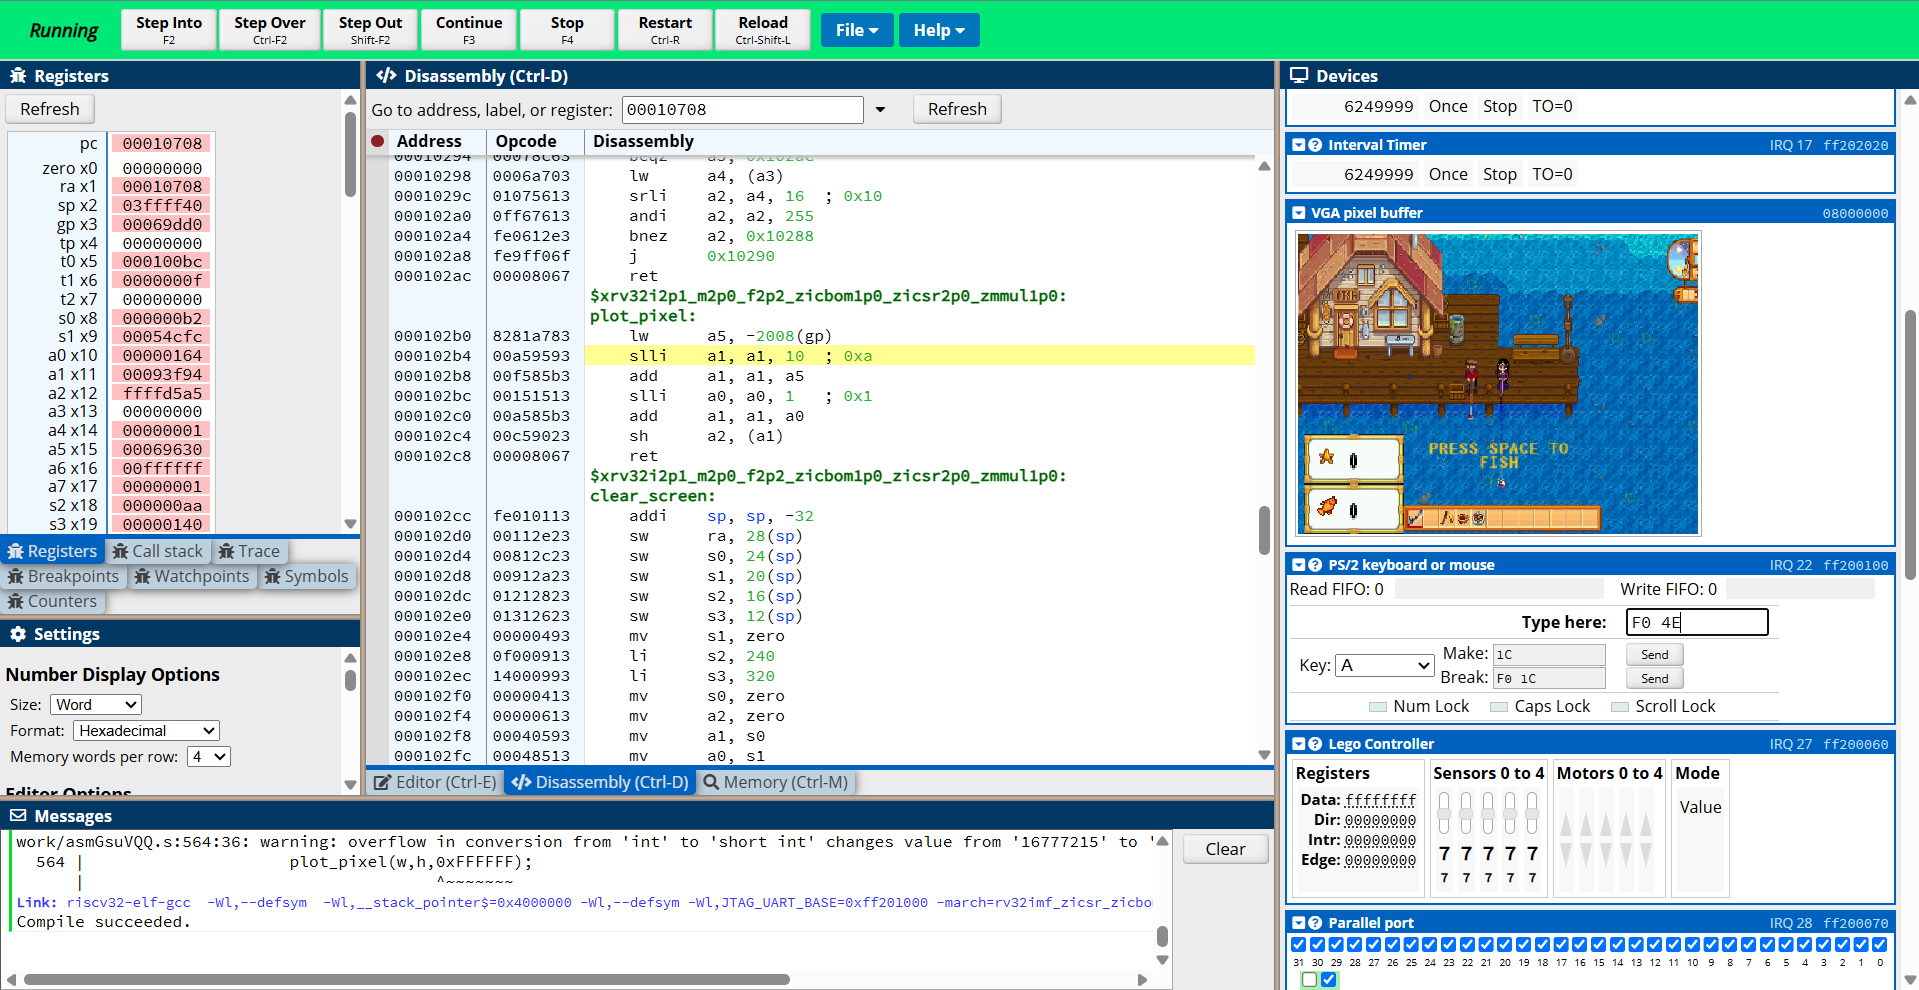 Running
Step Into
F2
Step Over
Ctrl-F2
Step Out
Shift-F2
Continue
F3
Stop
F4
Restart
Ctrl-R
Reload
Ctrl-Shift-L
File
Help
Registers
Refresh
pc 00010708
zero x0 00000000
ra x1 00010708
sp x2 03ffff40
gp x3 00069dd0
tp x4 00000000
t0 x5 000100bc
t1 x6 0000000f
t2 x7 00000000
s0 x8 000000b2
s1 x9 00054cfc
a0 x10 00000164
a1 x11 00093f94
a2 x12 ffffd5a5
a3 x13 00000000
a4 x14 00000001
a5 x15 00069630
a6 x16 00ffffff
a7 x17 00000001
s2 x18 000000aa
s3 x19 00000140
Registers Call stack Trace
Breakpoints Watchpoints Symbols
Counters
Settings
Number Display Options
Size: Word
Format: Hexadecimal
Memory words per row: 4
Editor Options
Disassembly (Ctrl-D)
Go to address, label, or register: 00010708 Refresh
Address Opcode Disassembly
00010294 00078c63 beqz a5, 0x102ac
00010298 0006a703 lw a4, (a3)
0001029c 01075613 srli a2, a4, 16 ; 0x10
000102a0 0ff67613 andi a2, a2, 255
000102a4 fe0612e3 bnez a2, 0x10288
000102a8 fe9ff06f j 0x10290
000102ac 00008067 ret
$xrv32i2p1_m2p0_f2p2_zicbom1p0_zicsr2p0_zmmul1p0:
plot_pixel:
000102b0 8281a783 lw a5, -2008(gp)
000102b4 00a59593 slli a1, a1, 10 ; 0xa
000102b8 00f585b3 add a1, a1, a5
000102bc 00151513 slli a0, a0, 1 ; 0x1
000102c0 00a585b3 add a1, a1, a0
000102c4 00c59023 sh a2, (a1)
000102c8 00008067 ret
$xrv32i2p1_m2p0_f2p2_zicbom1p0_zicsr2p0_zmmul1p0:
clear_screen:
000102cc fe010113 addi sp, sp, -32
000102d0 00112e23 sw ra, 28(sp)
000102d4 00812c23 sw s0, 24(sp)
000102d8 00912a23 sw s1, 20(sp)
000102dc 01212823 sw s2, 16(sp)
000102e0 01312623 sw s3, 12(sp)
000102e4 00000493 mv s1, zero
000102e8 0f000913 li s2, 240
000102ec 14000993 li s3, 320
000102f0 00000413 mv s0, zero
000102f4 00000613 mv a2, zero
000102f8 00040593 mv a1, s0
000102fc 00048513 mv a0, s1
Editor (Ctrl-E) Disassembly (Ctrl-D) Memory (Ctrl-M)
Messages
work/asmGsuVQQ.s:564:36: warning: overflow in conversion from 'int' to 'short int' changes value from '16777215' to '
564 | plot_pixel(w,h,0xFFFFFF);
| ^~~~~~~~
Link: riscv32-elf-gcc -Wl,--defsym -Wl,__stack_pointer$=0x4000000 -Wl,--defsym -Wl,JTAG_UART_BASE=0xff201000 -march=rv32imf_zicsr_zicbo
Compile succeeded.
Clear
Devices
6249999 Once Stop TO=0
Interval Timer IRQ 17 ff202020
6249999 Once Stop TO=0
VGA pixel buffer 08000000
FISH
PRESS SPACE TO
FISH
0
0
PS/2 keyboard or mouse IRQ 22 ff200100
Read FIFO: 0 Write FIFO: 0
Type here: F0 4E
Key: A
Make: 1C Send
Break: F0 1C Send
Num Lock Caps Lock Scroll Lock
Lego Controller IRQ 27 ff200060
Registers
Data: ffffffff
Dir: 00000000
Intr: 00000000
Edge: 00000000
Sensors 0 to 4
7 7 7 7 7
7 7 7 7 7
Motors 0 to 4
Mode
Value
Parallel port IRQ 28 ff200070
31 30 29 28 27 26 25 24 23 22 21 20 19 18 17 16 15 14 13 12 11 10 9 8 7 6 5 4 3 2 1 0